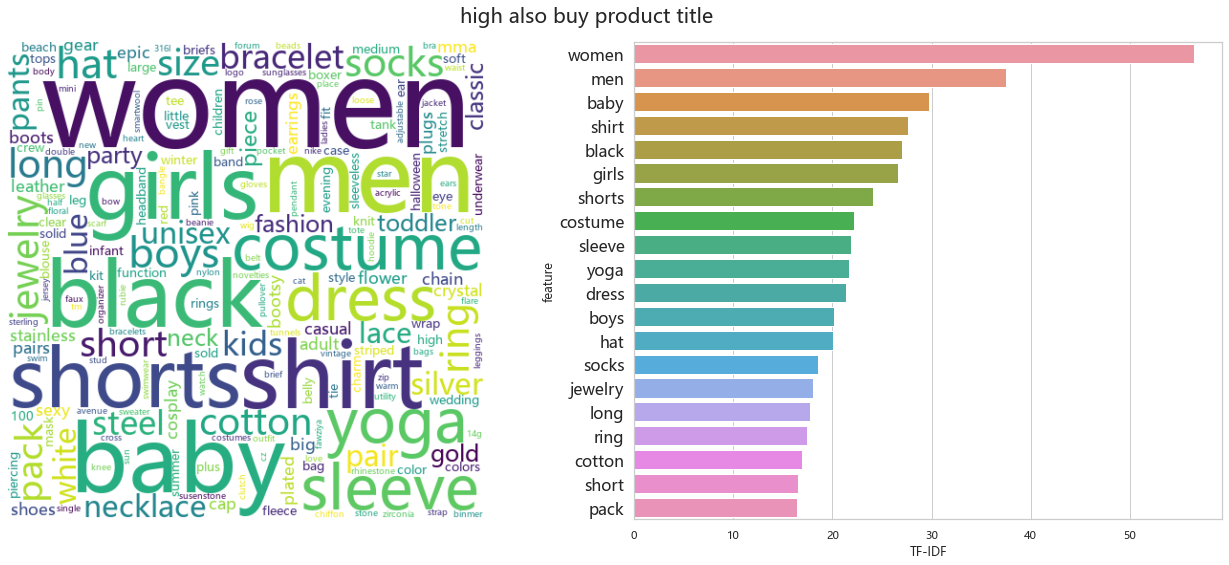 high also buy product title
beach
gear
316l
briefs
forum
beads
bra
mma
tops
epic
bracelet
medium
waist
hat
size
socks
soft
body
large
logo
sunglasses
boxer
place
pants
women
classic
pin
mini
smartwool
tee
children
rose
earrings
loose
adjustable
ear
jacket
little
vest
fit
tank
plugs
stretch
boots
heart
piece
ladies
crew
double
new
gift
pocket
nike
case
long
party
winter
band
sleeveless
halloween
underwear
leather
girls
men
headband
gloves
pendant
evening
star
ears
glasses
half
leg
red
bangle
pink
acrylic
eye
floral
bow
wig
tote
tune
cut
clear
scarf
beanie
fashion
knit
toddler
length
solid
blue
unisex
hoodie
jewelry
blouse
infant
boys
belt
costume
jersey
kit
function
nylon
novelties
pullover
chain
black
cat
style
flower
crystal
faux
organizer
rubie
rings
bootsy
dress
flare
sterling
tm
bracelets
tunnels
casual
lace
wrap
ring
stainless
short
neck
sold
adult
high
pairs
swim
stud
kids
vintage
striped
bags
leggings
shorts
shirt
swimwear
watch
brief
belly
tie
charm
zip
warm
utility
silver
100
sexy
avenue
sweater
cosplay
cotton
wedding
pack
mask
steel
yoga
white
cross
costumes
outfit
big
fawziya
14g
piercing
baby
knee
sun
summer
plus
cz
love
pair
gold
clutch
plated
bag
rhinestone
color
colors
sleeve
susenstone
shoes
single
necklace
cap
fleece
chiffon
stone
zirconia
strap
binmer
feature
women
men
baby
shirt
black
girls
shorts
costume
sleeve
yoga
dress
boys
hat
socks
jewelry
long
ring
cotton
short
pack
0 10 20 30 40 50
TF-IDF